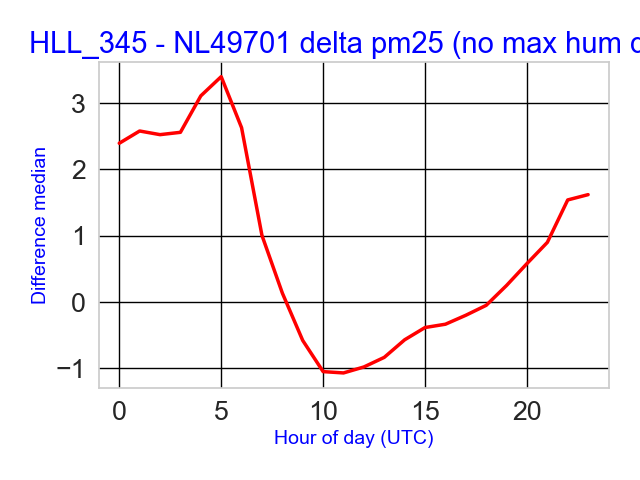 HLL_345 - NL49701 delta pm25 (no max hum
3
2
1
0
−1
Difference median
0 5 10 15 20
Hour of day (UTC)